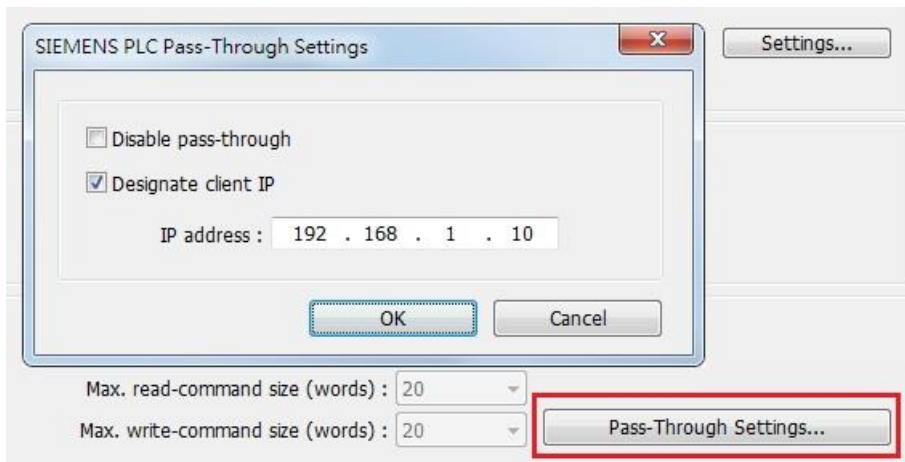 SIEMENS PLC Pass-Through Settings
Settings...
Disable pass-through
Designate client IP
IP address : 192 . 168 . 1 . 10
OK Cancel
Max. read-command size (words) : 20
Max. write-command size (words) : 20
Pass-Through Settings...